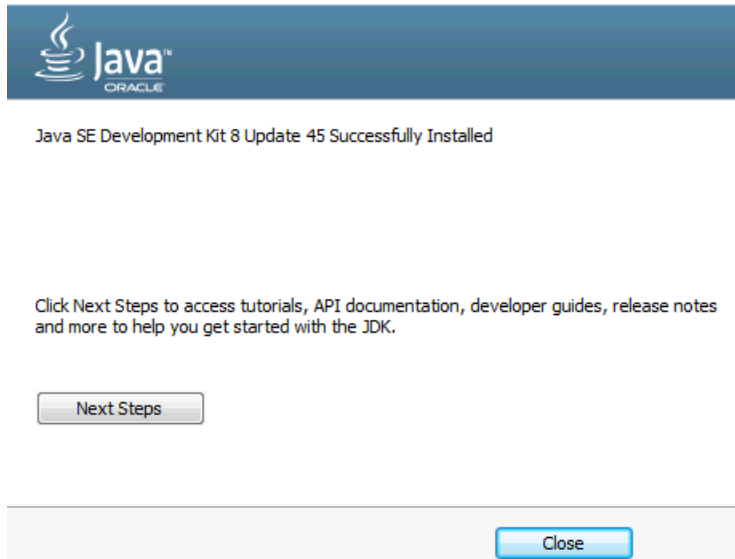 Java™
ORACLE
Java SE Development Kit 8 Update 45 Successfully Installed
Click Next Steps to access tutorials, API documentation, developer guides, release notes
and more to help you get started with the JDK.
Next Steps
Close